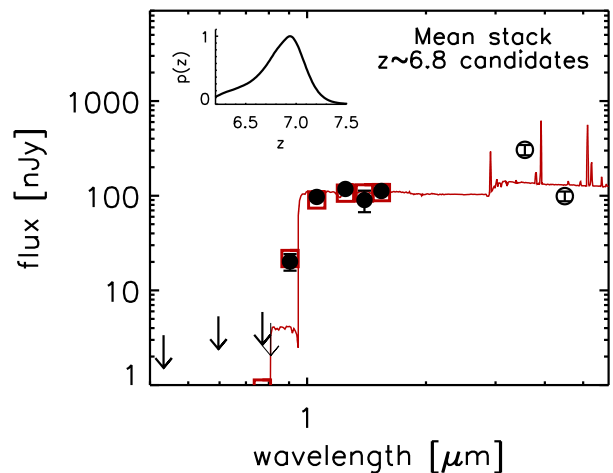 Mean stack
z~6.8 candidates
1
p(z)
0
6.5 7.0 7.5
z
1000
100
10
1
flux [nJy]
1
wavelength [μm]